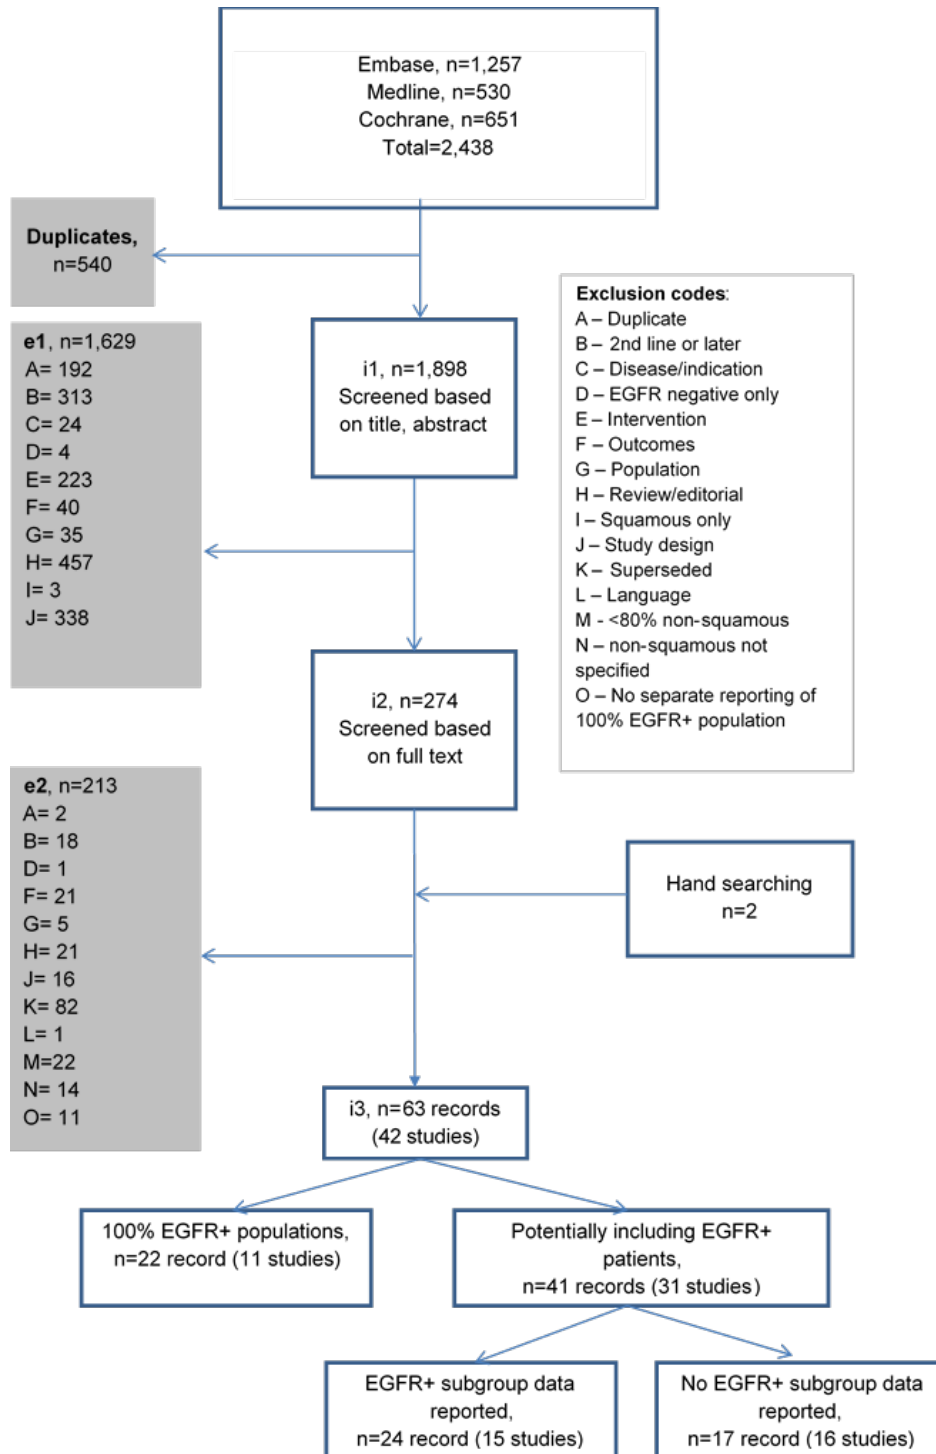 Embase, n=1,257
Medline, n=530
Cochrane, n=651
Total=2,438
Duplicates,
n=540
e1, n=1,629
A= 192
B= 313
C= 24
D= 4
E= 223
F= 40
G= 35
H= 457
I= 3
J= 338
i1, n=1,898
Screened based
on title, abstract
Exclusion codes:
A – Duplicate
B – 2nd line or later
C – Disease/indication
D – EGFR negative only
E – Intervention
F – Outcomes
G – Population
H – Review/editorial
I – Squamous only
J – Study design
K – Superseded
L – Language
M - <80% non-squamous
N – non-squamous not
specified
O – No separate reporting of
100% EGFR+ population
i2, n=274
Screened based
on full text
e2, n=213
A= 2
B= 18
D= 1
F= 21
G= 5
H= 21
J= 16
K= 82
L= 1
M=22
N= 14
O= 11
Hand searching
n=2
i3, n=63 records
(42 studies)
100% EGFR+ populations,
n=22 record (11 studies)
Potentially including EGFR+
patients,
n=41 records (31 studies)
EGFR+ subgroup data
reported,
n=24 record (15 studies)
No EGFR+ subgroup data
reported,
n=17 record (16 studies)